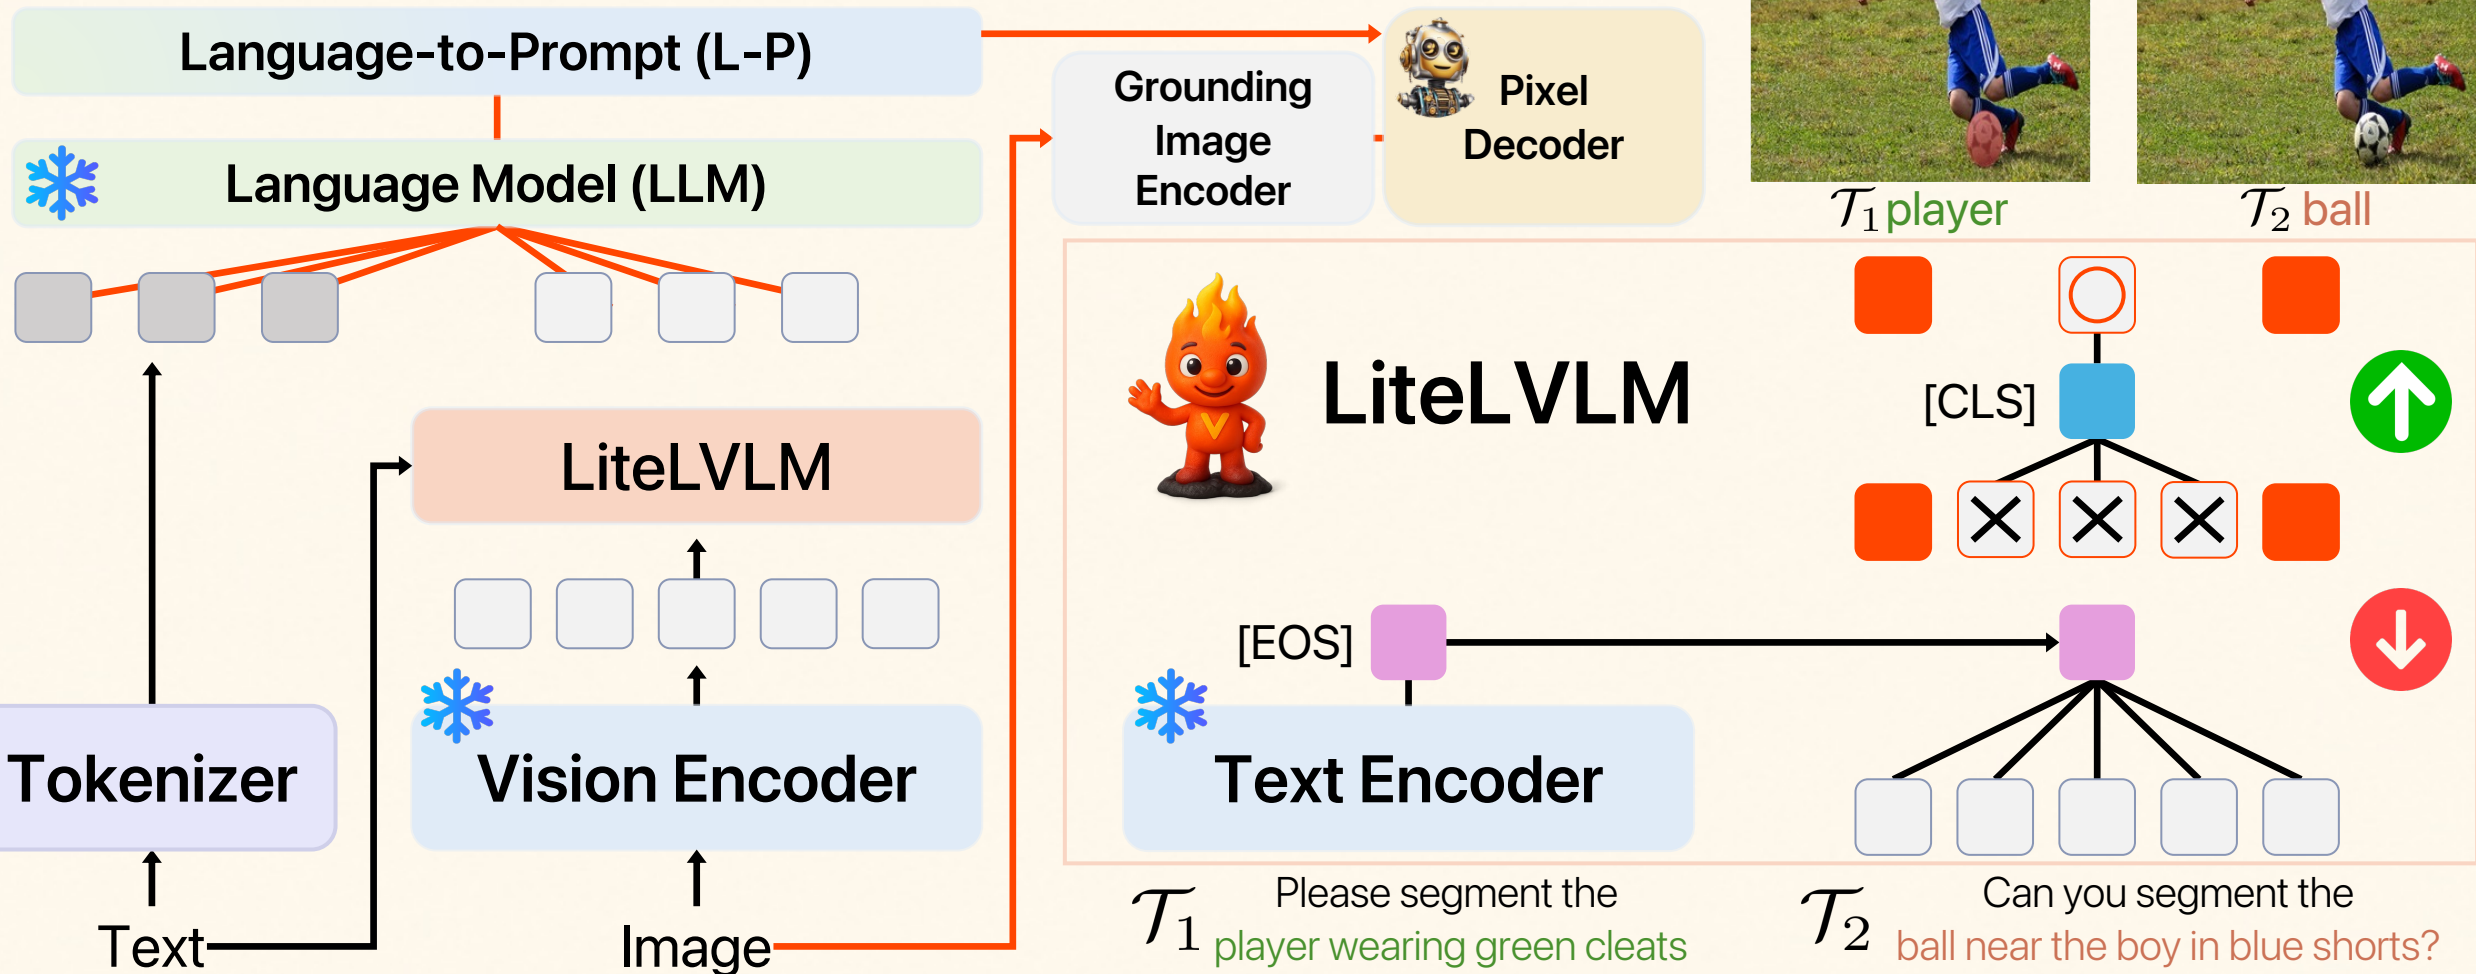 Language-to-Prompt (L-P)
Language Model (LLM)
LiteLVLM
Tokenizer
Vision Encoder
Text
Image
Grounding
Image
Encoder
Pixel
Decoder
𝒯1 player
𝒯2 ball
LiteLVLM
[CLS]
[EOS]
Text Encoder
𝒯1 Please segment the
player wearing green cleats
𝒯2 Can you segment the
ball near the boy in blue shorts?